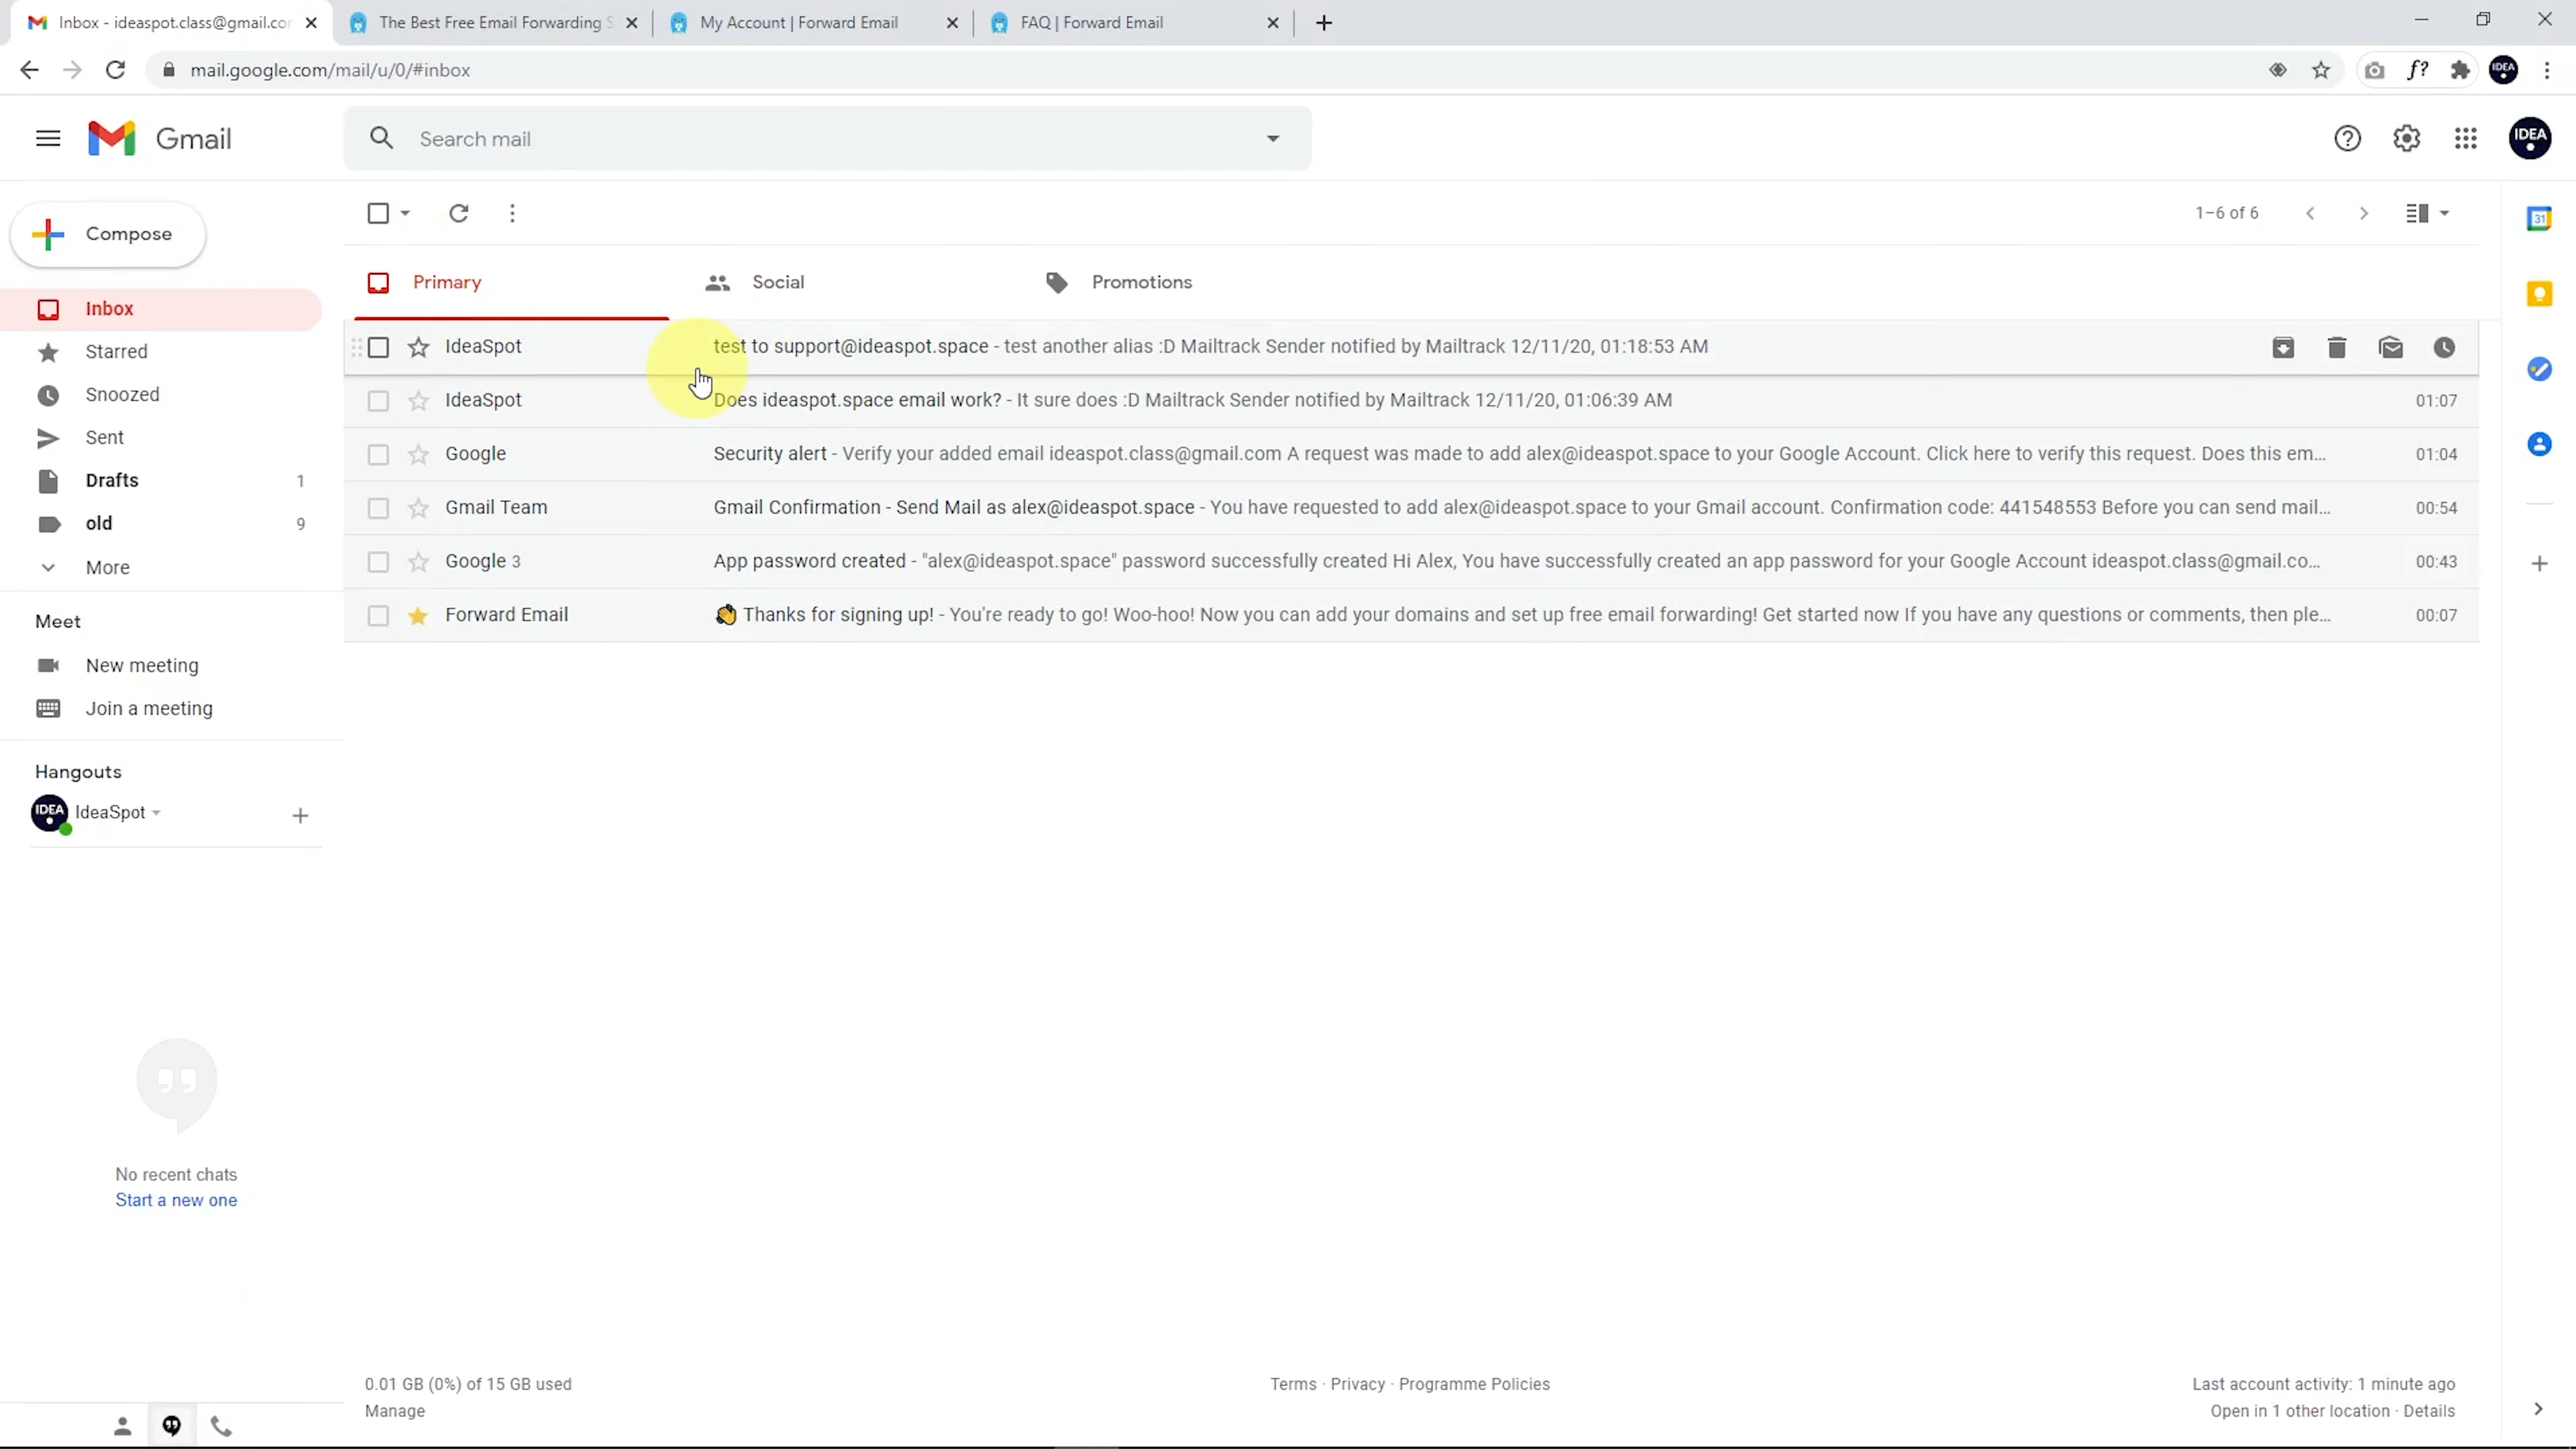 Inbox - ideaspot.class@gmail.cor
The Best Free Email Forwarding S
My Account | Forward Email
FAQ | Forward Email
mail.google.com/mail/u/0/#inbox
f?
IDEA
Gmail
Search mail
IDEA
Compose
1–6 of 6
31
Primary
Social
Promotions
Inbox
Starred
Snoozed
Sent
Drafts 1
old 9
More
IdeaSpot test to support@ideaspot.space - test another alias :D Mailtrack Sender notified by Mailtrack 12/11/20, 01:18:53 AM
IdeaSpot Does ideaspot.space email work? - It sure does :D Mailtrack Sender notified by Mailtrack 12/11/20, 01:06:39 AM 01:07
Google Security alert - Verify your added email ideaspot.class@gmail.com A request was made to add alex@ideaspot.space to your Google Account. Click here to verify this request. Does this em... 01:04
Gmail Team Gmail Confirmation - Send Mail as alex@ideaspot.space - You have requested to add alex@ideaspot.space to your Gmail account. Confirmation code: 441548553 Before you can send mail... 00:54
Google 3 App password created - "alex@ideaspot.space" password successfully created Hi Alex, You have successfully created an app password for your Google Account ideaspot.class@gmail.co... 00:43
Forward Email 👏 Thanks for signing up! - You're ready to go! Woo-hoo! Now you can add your domains and set up free email forwarding! Get started now If you have any questions or comments, then ple... 00:07
Meet
New meeting
Join a meeting
Hangouts
IDEA
IdeaSpot
No recent chats
Start a new one
0.01 GB (0%) of 15 GB used
Manage
Terms · Privacy · Programme Policies
Last account activity: 1 minute ago
Open in 1 other location · Details